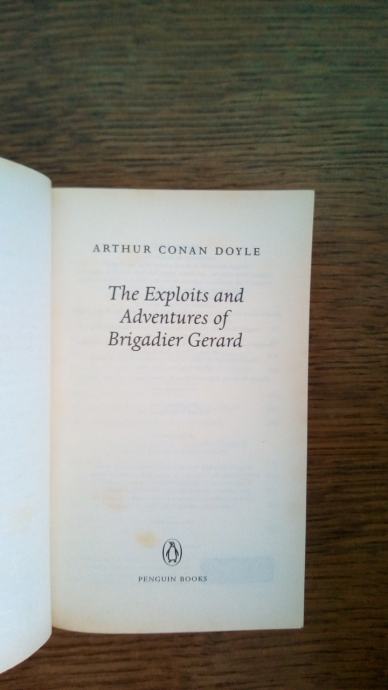 ARTHUR CONAN DOYLE
The Exploits and
Adventures of
Brigadier Gerard
PENGUIN BOOKS